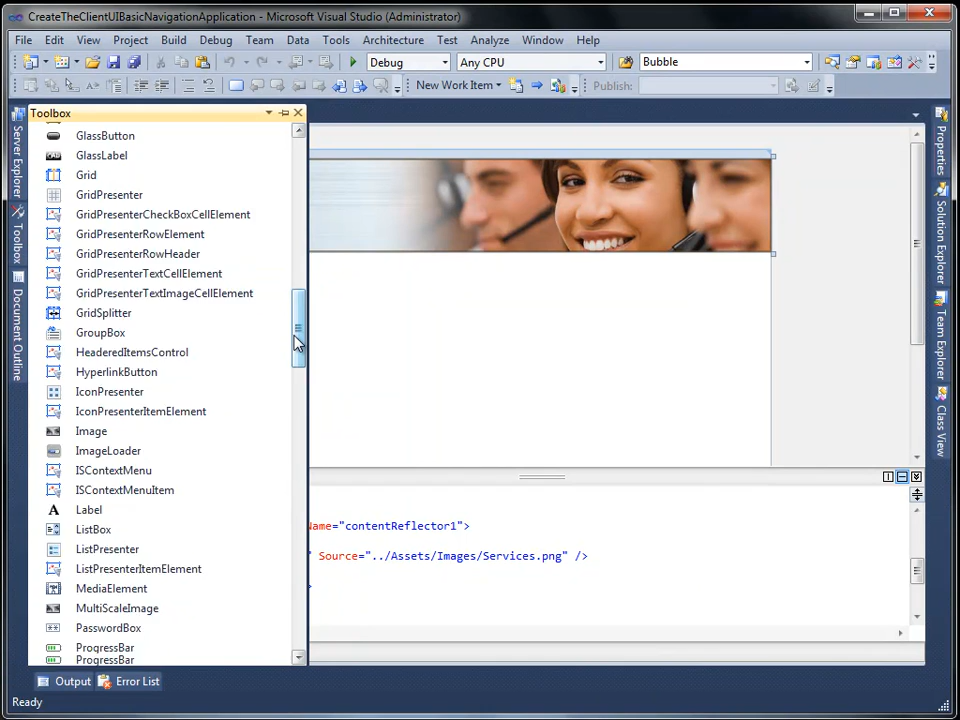 CreateTheClientUIBasicNavigationApplication - Microsoft Visual Studio (Administrator)
File Edit View Project Build Debug Team Data Tools Architecture Test Analyze Window Help
Debug Any CPU Bubble
New Work Item Publish:
Toolbox
GlassButton
GlassLabel
Grid
GridPresenter
GridPresenterCheckBoxCellElement
GridPresenterRowElement
GridPresenterRowHeader
GridPresenterTextCellElement
GridPresenterTextImageCellElement
GridSplitter
GroupBox
HeaderedItemsControl
HyperlinkButton
IconPresenter
IconPresenterItemElement
Image
ImageLoader
ISContextMenu
ISContextMenuItem
Label
ListBox
ListPresenter
ListPresenterItemElement
MediaElement
MultiScaleImage
PasswordBox
ProgressBar
ProgressBar
Server Explorer
Toolbox
Document Outline
Name="contentReflector1">
" Source="../Assets/Images/Services.png" />
>
Properties
Solution Explorer
Team Explorer
Class View
Output Error List
Ready